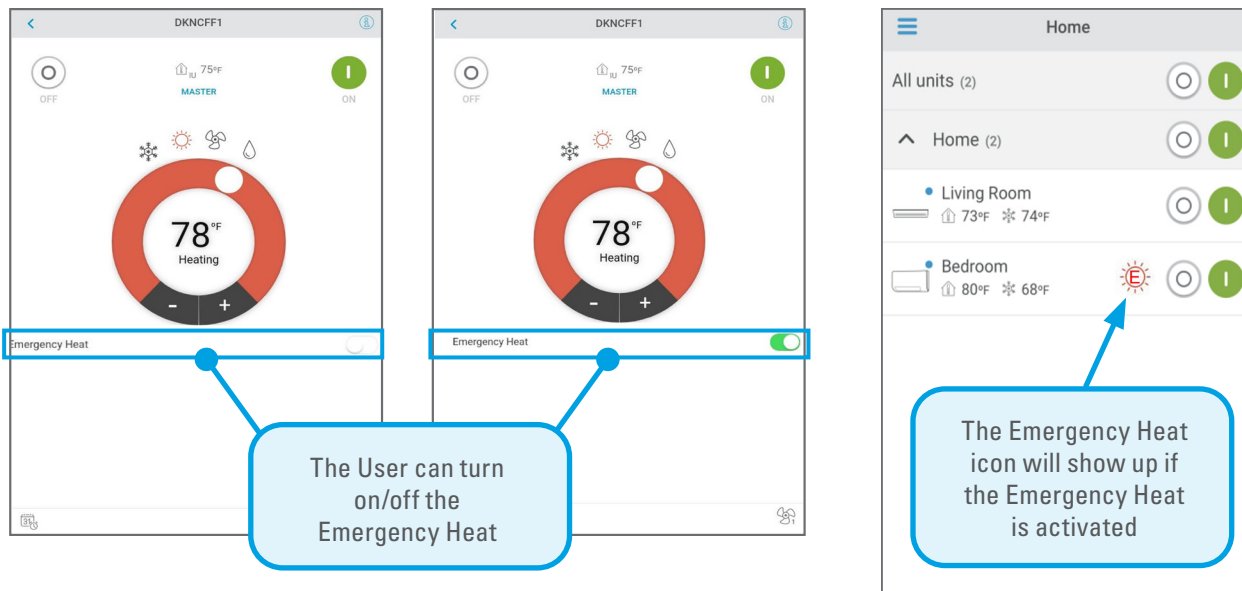 DKNCFF1
OFF
IU 75°F
MASTER
ON
78°F
Heating
- +
Emergency Heat
31
DKNCFF1
OFF
IU 75°F
MASTER
ON
78°F
Heating
- +
Emergency Heat
1
The User can turn
on/off the
Emergency Heat
Home
All units (2)
Home (2)
Living Room
73°F 74°F
Bedroom
80°F 68°F
E
The Emergency Heat
icon will show up if
the Emergency Heat
is activated